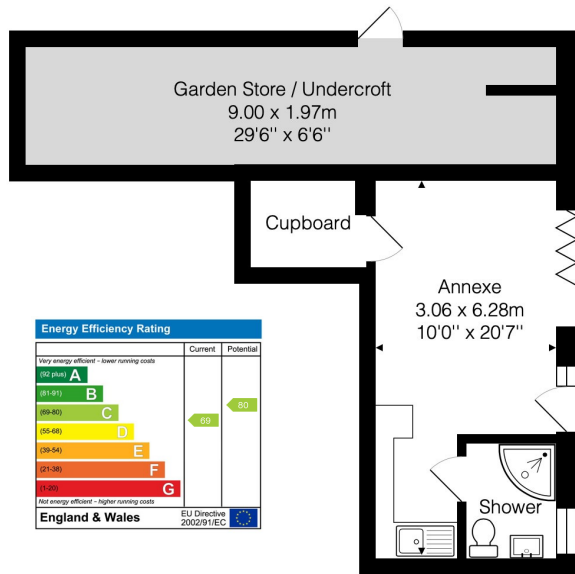 Garden Store / Undercroft
9.00 x 1.97m
29'6'' x 6'6''
Cupboard
Annexe
3.06 x 6.28m
10'0'' x 20'7''
Shower
Energy Efficiency Rating
Current Potential
Very energy efficient - lower running costs
(92 plus) A
(81-91) B
(69-80) C
(55-68) D
(39-54) E
(21-38) F
(1-20) G
69
80
Not energy efficient - higher running costs
England & Wales
EU Directive
2002/91/EC